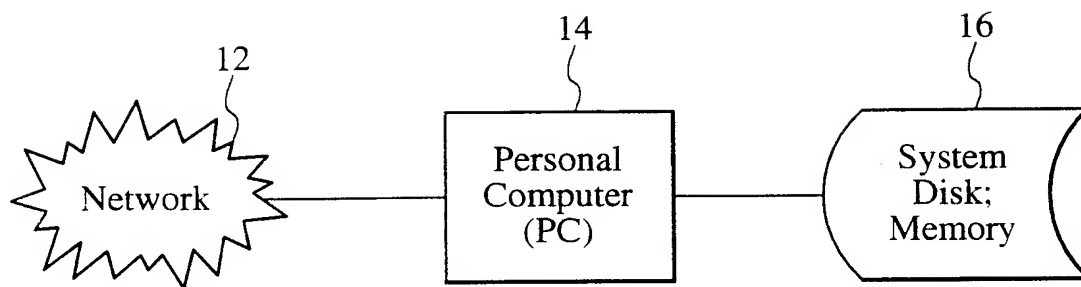 12
14
16
Network
Personal
Computer
(PC)
System
Disk;
Memory